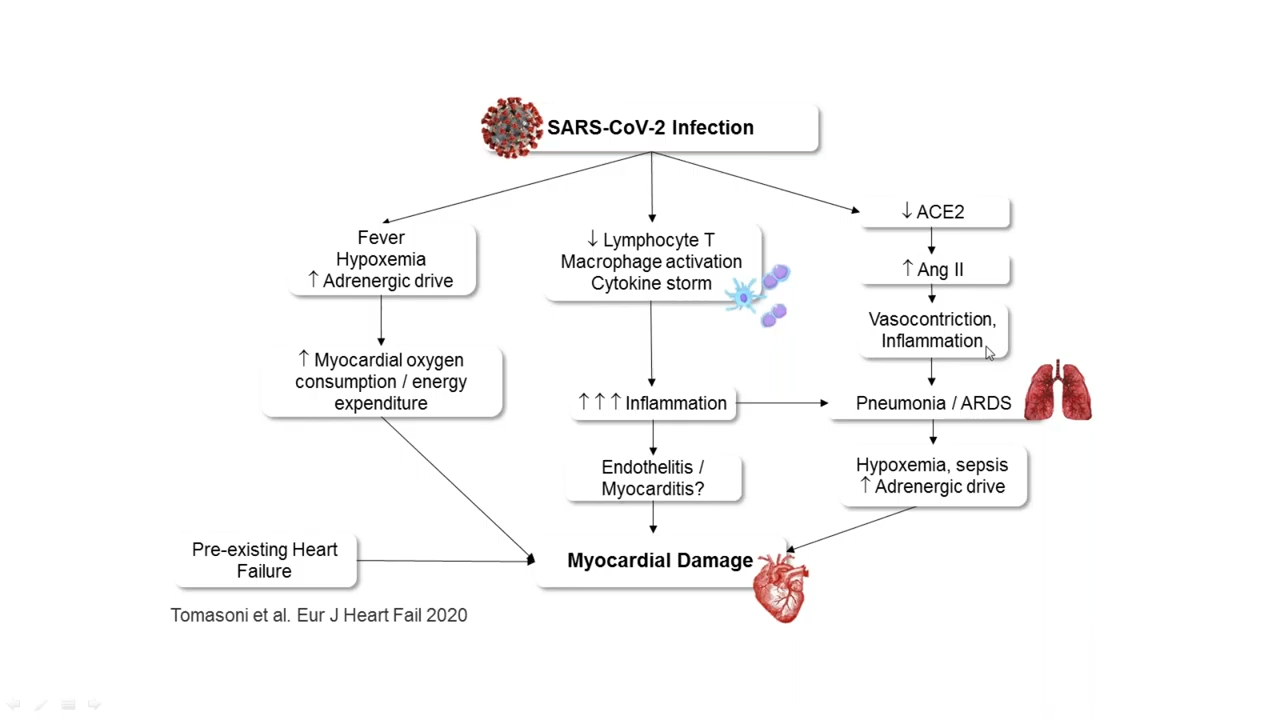 SARS-CoV-2 Infection
Fever
Hypoxemia
↑ Adrenergic drive
↑ Myocardial oxygen
consumption / energy
expenditure
↓ Lymphocyte T
Macrophage activation
Cytokine storm
↑↑↑ Inflammation
Endothelitis /
Myocarditis?
↓ ACE2
↑ Ang II
Vasocontriction,
Inflammation
Pneumonia / ARDS
Hypoxemia, sepsis
↑ Adrenergic drive
Pre-existing Heart
Failure
Myocardial Damage
Tomasoni et al. Eur J Heart Fail 2020